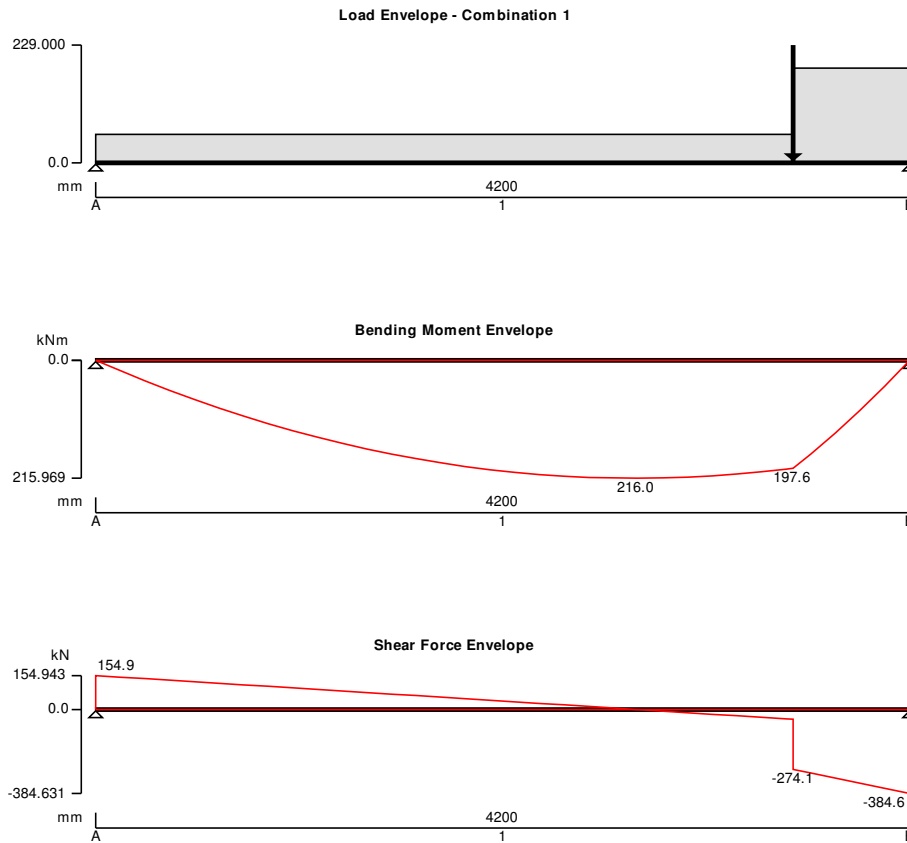 Load Envelope - Combination 1
229.000
0.0
mm
4200
A
1
kNm
Bending Moment Envelope
0.0
215.969
216.0
197.6
mm
4200
A
1
kN
Shear Force Envelope
154.943
154.9
0.0
-274.1
-384.631
-384.6
mm
4200
A
1